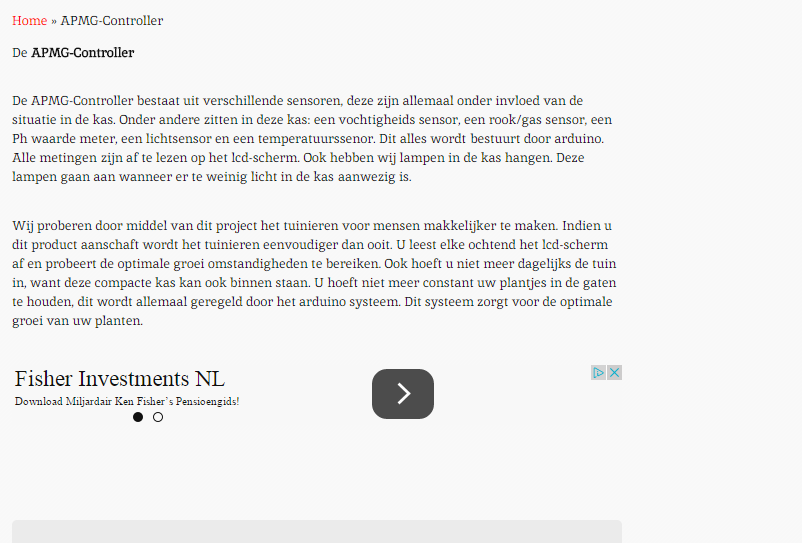 Home » APMG-Controller
De APMG-Controller
De APMG-Controller bestaat uit verschillende sensoren, deze zijn allemaal onder invloed van de
situatie in de kas. Onder andere zitten in deze kas: een vochtigheids sensor, een rook/gas sensor, een
Ph waarde meter, een lichtsensor en een temperatuurssenor. Dit alles wordt bestuurt door arduino.
Alle metingen zijn af te lezen op het lcd-scherm. Ook hebben wij lampen in de kas hangen. Deze
lampen gaan aan wanneer er te weinig licht in de kas aanwezig is.
Wij proberen door middel van dit project het tuinieren voor mensen makkelijker te maken. Indien u
dit product aanschaft wordt het tuinieren eenvoudiger dan ooit. U leest elke ochtend het lcd-scherm
af en probeert de optimale groei omstandigheden te bereiken. Ook hoeft u niet meer dagelijks de tuin
in, want deze compacte kas kan ook binnen staan. U hoeft niet meer constant uw plantjes in de gaten
te houden, dit wordt allemaal geregeld door het arduino systeem. Dit systeem zorgt voor de optimale
groei van uw planten.
Fisher Investments NL
Download Miljardair Ken Fisher's Pensioengids!